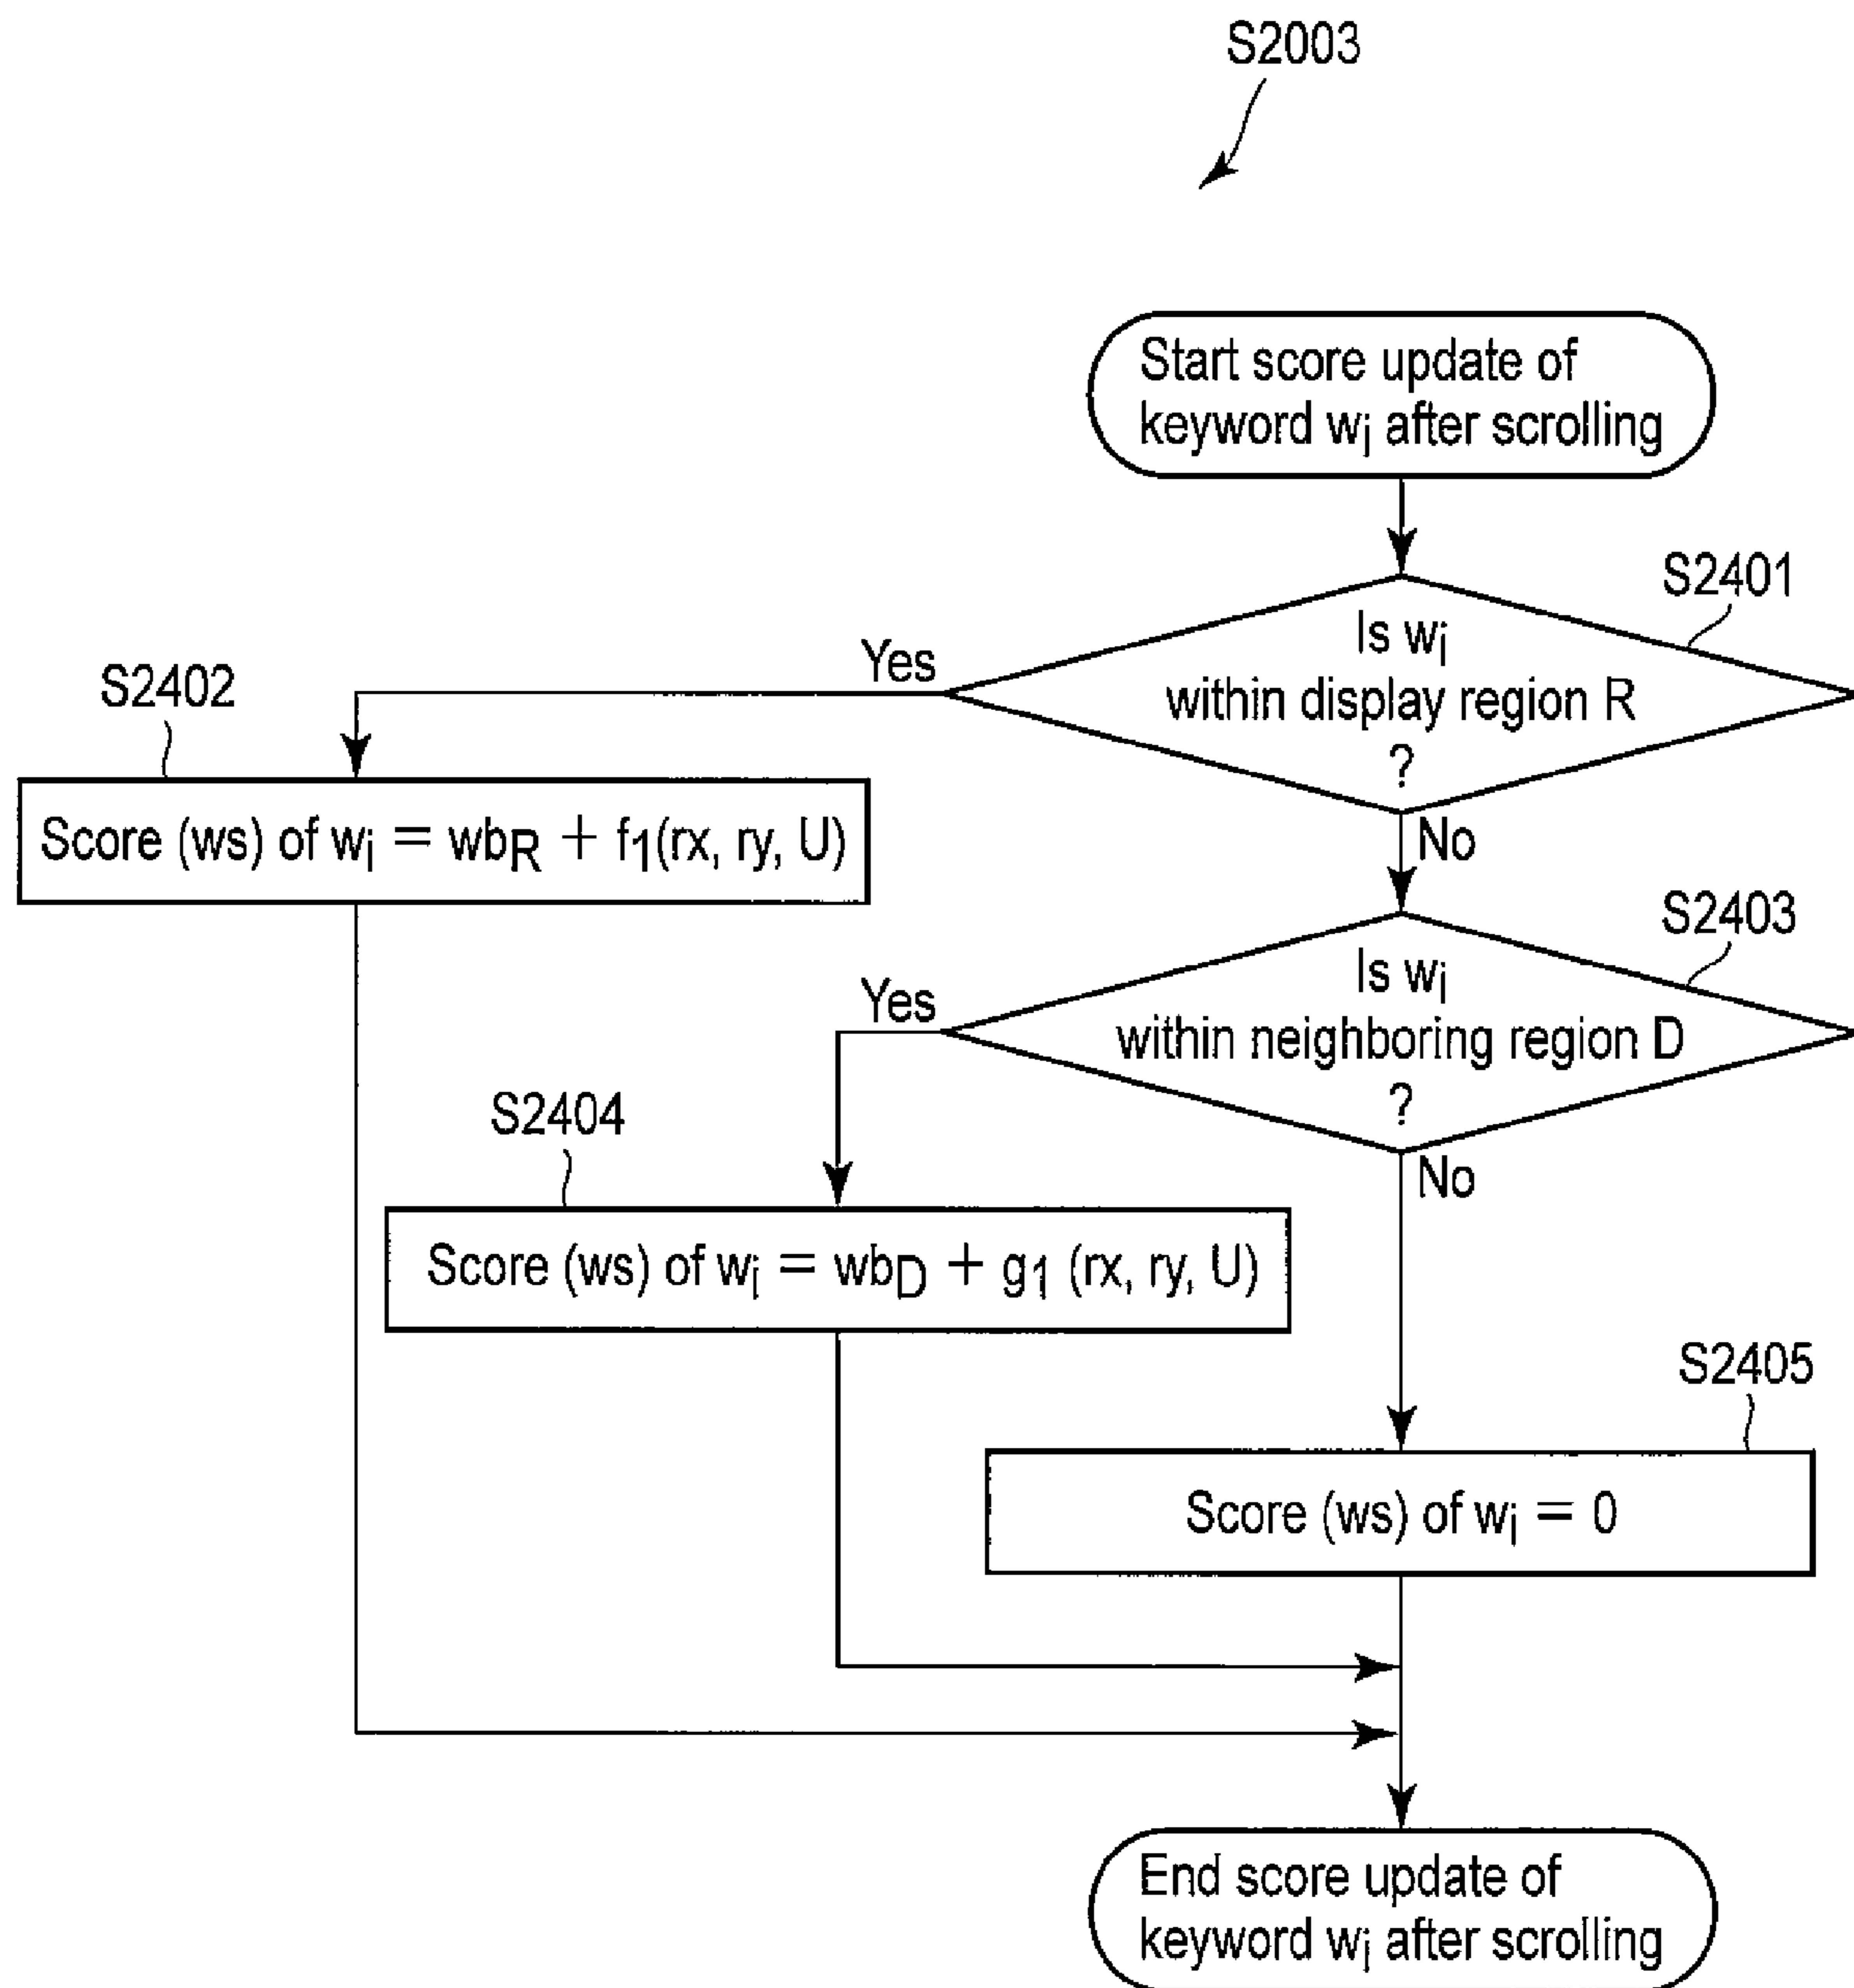 S2003
Start score update of
keyword wi after scrolling
S2401
Is wi
within display region R
?
Yes
No
S2402
Score (ws) of wi = wbR + f1(rx, ry, U)
S2403
Is wi
within neighboring region D
?
Yes
No
S2404
Score (ws) of wi = wbD + g1 (rx, ry, U)
S2405
Score (ws) of wi = 0
End score update of
keyword wi after scrolling